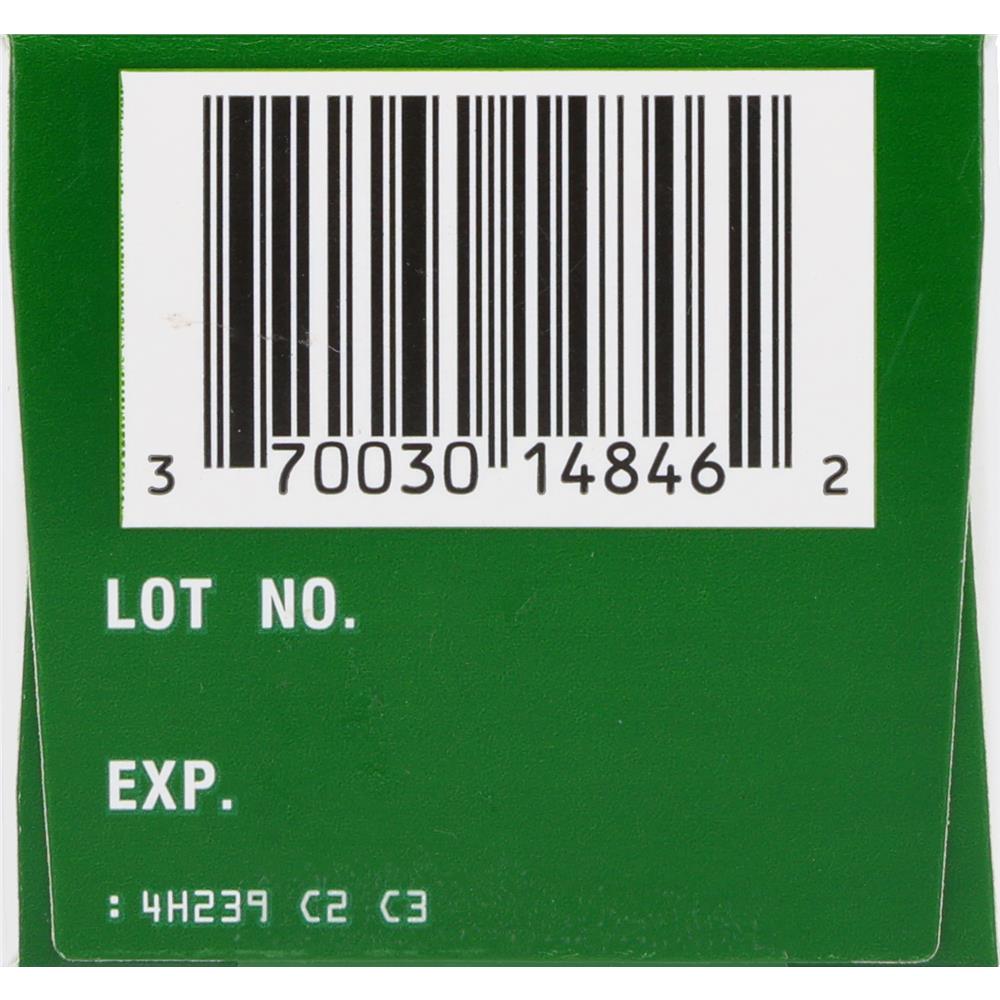 3 70030 14846 2
LOT NO.
EXP.
: 4H239 C2 C3